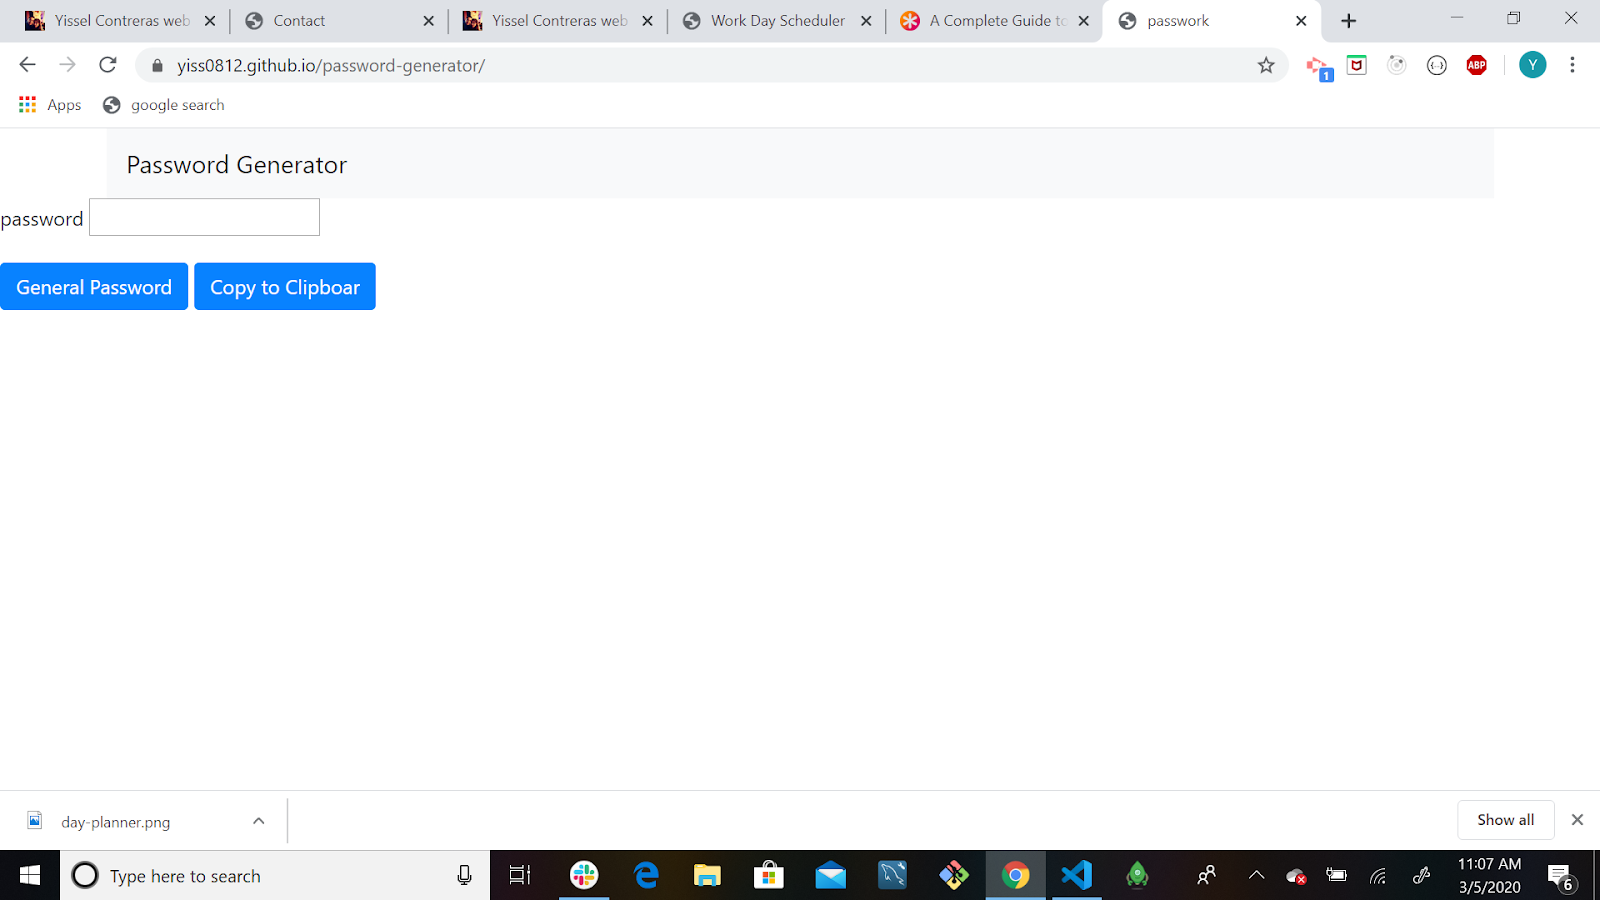 Yissel Contreras web
Contact
Yissel Contreras web
Work Day Scheduler
A Complete Guide to
passwork
yiss0812.github.io/password-generator/
1
ABP
Y
Apps
google search
Password Generator
password
General Password
Copy to Clipboar
day-planner.png
Show all
Type here to search
11:07 AM
3/5/2020
6